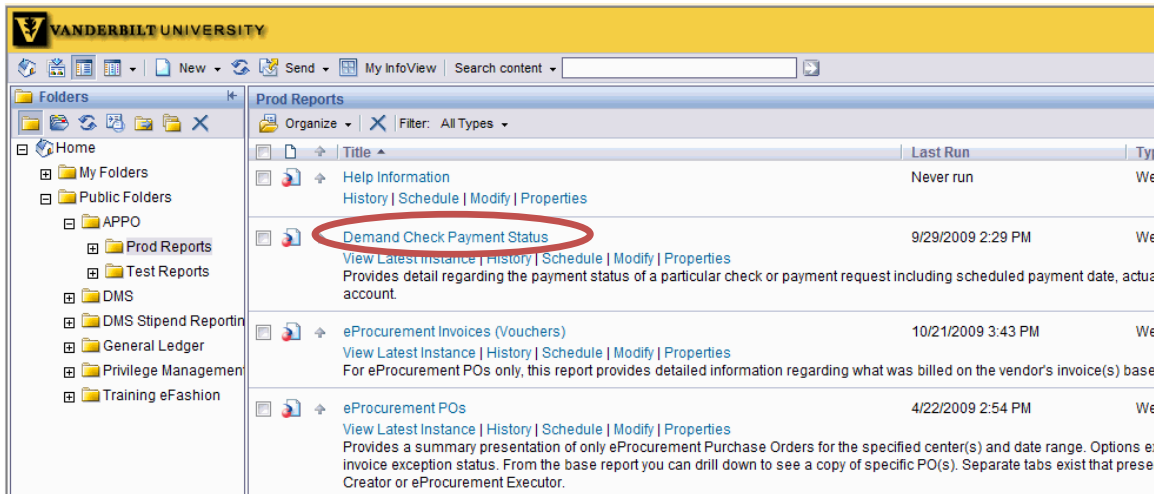 VANDERBILT UNIVERSITY
New Send My InfoView Search content
Folders
Prod Reports
Organize Filter: All Types
Home
My Folders
Public Folders
APPO
Prod Reports
Test Reports
DMS
DMS Stipend Reportin
General Ledger
Privilege Managemen
Training eFashion
Title Last Run Ty
Help Information Never run We
History | Schedule | Modify | Properties
Demand Check Payment Status 9/29/2009 2:29 PM We
View Latest Instance | History | Schedule | Modify | Properties
Provides detail regarding the payment status of a particular check or payment request including scheduled payment date, actua
account.
eProcurement Invoices (Vouchers) 10/21/2009 3:43 PM We
View Latest Instance | History | Schedule | Modify | Properties
For eProcurement POs only, this report provides detailed information regarding what was billed on the vendor's invoice(s) base
eProcurement POs 4/22/2009 2:54 PM We
View Latest Instance | History | Schedule | Modify | Properties
Provides a summary presentation of only eProcurement Purchase Orders for the specified center(s) and date range. Options e
invoice exception status. From the base report you can drill down to see a copy of specific PO(s). Separate tabs exist that prese
Creator or eProcurement Executor.